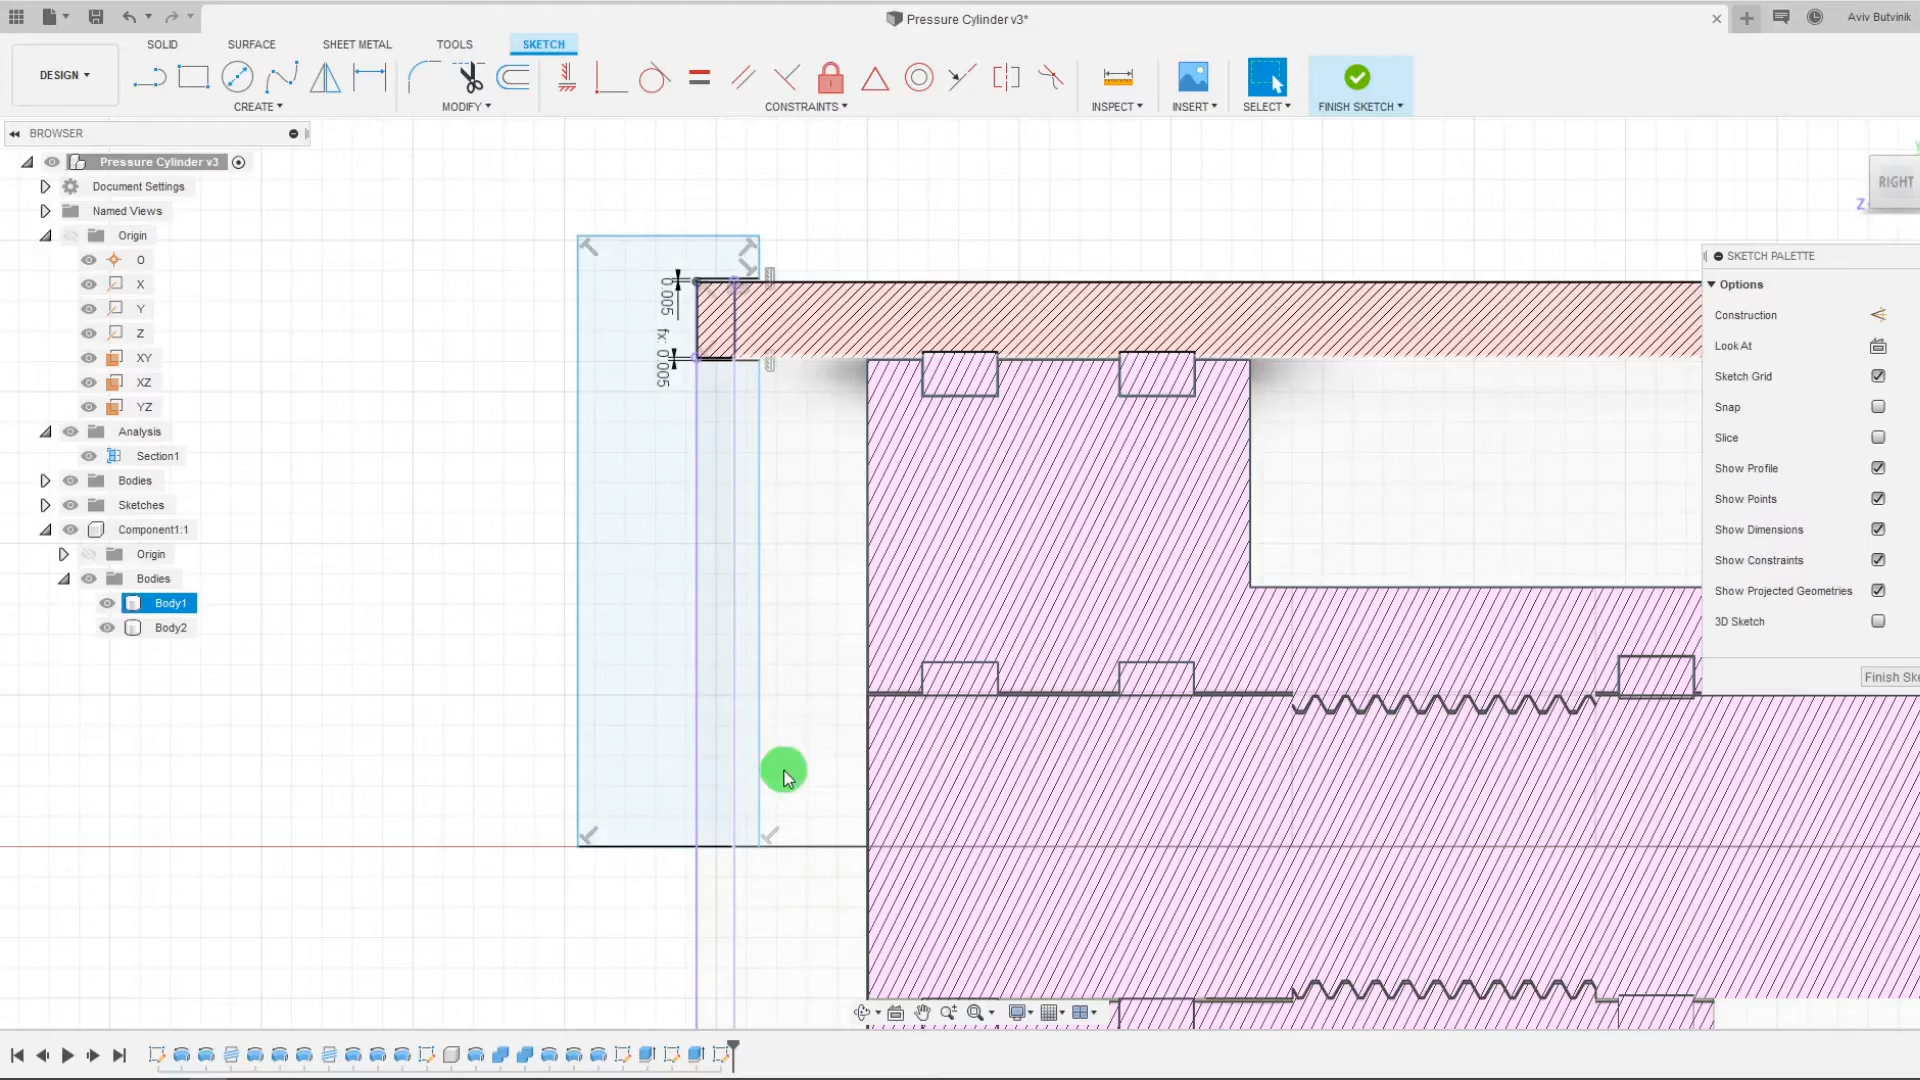 Pressure Cylinder v3*
Aviv Butvinik
SOLID
SURFACE
SHEET METAL
TOOLS
SKETCH
DESIGN
CREATE
MODIFY
CONSTRAINTS
INSPECT
INSERT
SELECT
FINISH SKETCH
BROWSER
Pressure Cylinder v3
Document Settings
Named Views
Origin
O
X
Y
Z
XY
XZ
YZ
Analysis
Section1
Bodies
Sketches
Component1:1
Origin
Bodies
Body1
Body2
0.005
fx: 0.005
RIGHT
Z
SKETCH PALETTE
Options
Construction
Look At
Sketch Grid
Snap
Slice
Show Profile
Show Points
Show Dimensions
Show Constraints
Show Projected Geometries
3D Sketch
Finish Ske